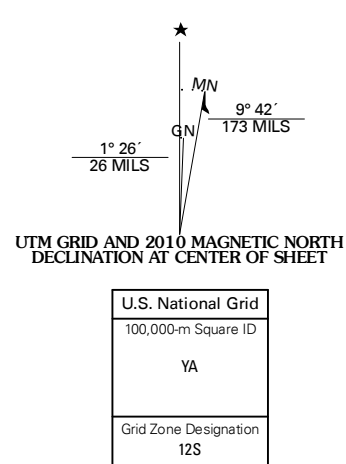 MN
9° 42´
173 MILS
GN
1° 26´
26 MILS
UTM GRID AND 2010 MAGNETIC NORTH
DECLINATION AT CENTER OF SHEET
U.S. National Grid
100,000-m Square ID
YA
Grid Zone Designation
12S